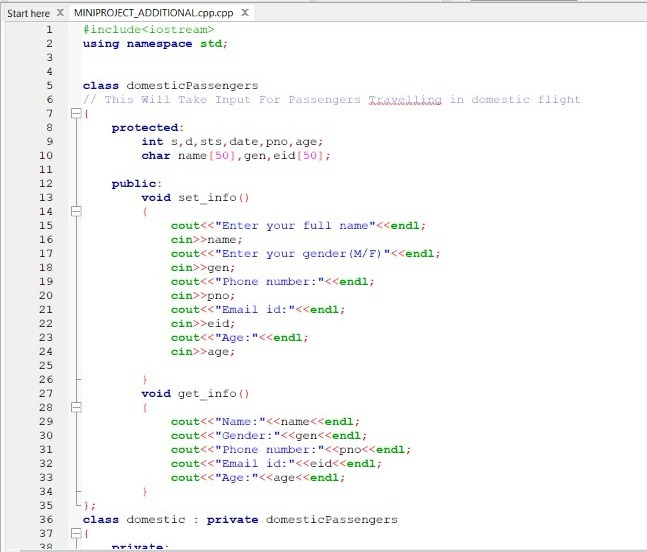 Start here X MINIPROJECT_ADDITIONAL.cpp.cpp X
1 #include<iostream>
2 using namespace std;
3
4
5 class domesticPassengers
6 // This Will Take Input For Passengers Travelling in domestic flight
7 {
8 protected:
9 int s,d,sts,date,pno,age;
10 char name[50],gen,eid[50];
11
12 public:
13 void set_info()
14 {
15 cout<<"Enter your full name"<<endl;
16 cin>>name;
17 cout<<"Enter your gender(M/F)"<<endl;
18 cin>>gen;
19 cout<<"Phone number:"<<endl;
20 cin>>pno;
21 cout<<"Email id:"<<endl;
22 cin>>eid;
23 cout<<"Age:"<<endl;
24 cin>>age;
25
26 }
27 void get_info()
28 {
29 cout<<"Name:"<<name<<endl;
30 cout<<"Gender:"<<gen<<endl;
31 cout<<"Phone number:"<<pno<<endl;
32 cout<<"Email id:"<<eid<<endl;
33 cout<<"Age:"<<age<<endl;
34 }
35 };
36 class domestic : private domesticPassengers
37 {
38 private: